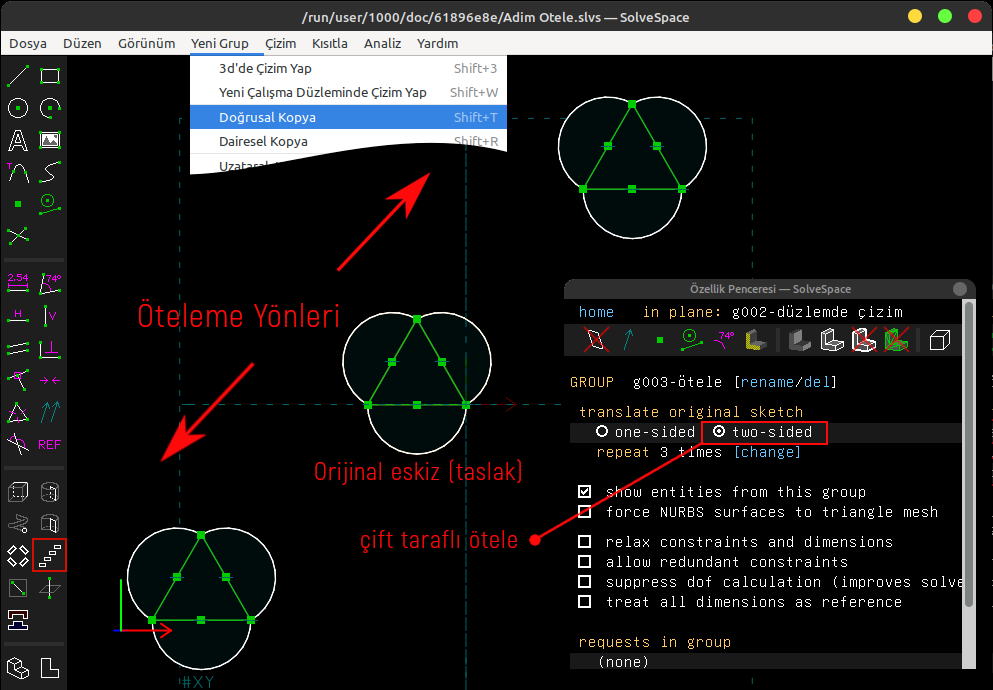 /run/user/1000/doc/61896e8e/Adim Otele.slvs — SolveSpace
Dosya Düzen Görünüm Yeni Grup Çizim Kısıtla Analiz Yardım
3d'de Çizim Yap Shift+3
Yeni Çalışma Düzleminde Çizim Yap Shift+W
Doğrusal Kopya Shift+T
Dairesel Kopya Shift+R
2.54 74°
H V
REF
Öteleme Yönleri
Orijinal eskiz (taslak)
çift taraflı ötele
#XY
Özellik Penceresi — SolveSpace
home in plane: g002-düzlemde çizim
74°
GROUP g003-ötele [rename/del]
translate original sketch
one-sided two-sided
repeat 3 times [change]
show entities from this group
force NURBS surfaces to triangle mesh
relax constraints and dimensions
allow redundant constraints
suppress dof calculation (improves solve
treat all dimensions as reference
requests in group
(none)